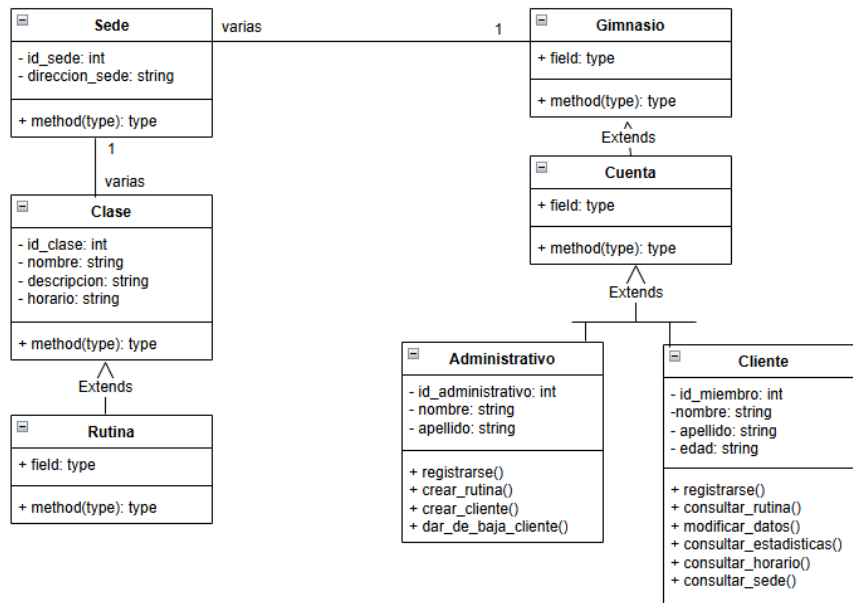 Sede
- id_sede: int
- direccion_sede: string
+ method(type): type
varias
1
Gimnasio
+ field: type
+ method(type): type
Extends
1
varias
Cuenta
+ field: type
+ method(type): type
Extends
Clase
- id_clase: int
- nombre: string
- descripcion: string
- horario: string
+ method(type): type
Extends
Rutina
+ field: type
+ method(type): type
Administrativo
- id_administrativo: int
- nombre: string
- apellido: string
+ registrarse()
+ crear_rutina()
+ crear_cliente()
+ dar_de_baja_cliente()
Cliente
- id_miembro: int
-nombre: string
- apellido: string
- edad: string
+ registrarse()
+ consultar_rutina()
+ modificar_datos()
+ consultar_estadisticas()
+ consultar_horario()
+ consultar_sede()